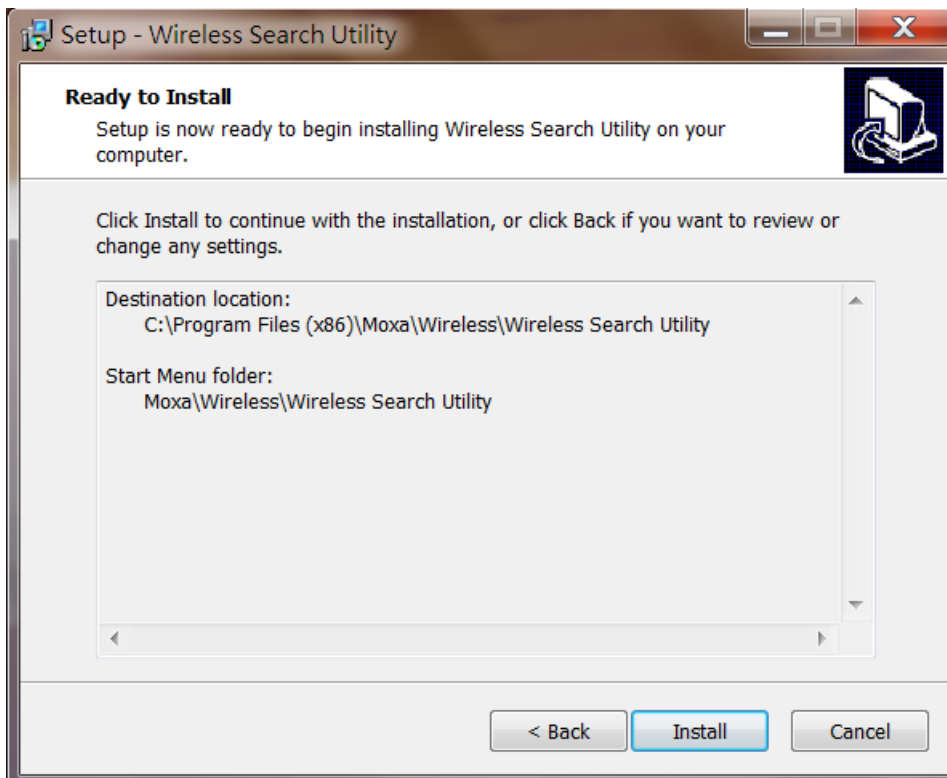 Setup - Wireless Search Utility
Ready to Install
Setup is now ready to begin installing Wireless Search Utility on your
computer.
Click Install to continue with the installation, or click Back if you want to review or
change any settings.
Destination location:
C:\Program Files (x86)\Moxa\Wireless\Wireless Search Utility
Start Menu folder:
Moxa\Wireless\Wireless Search Utility
< Back
Install
Cancel